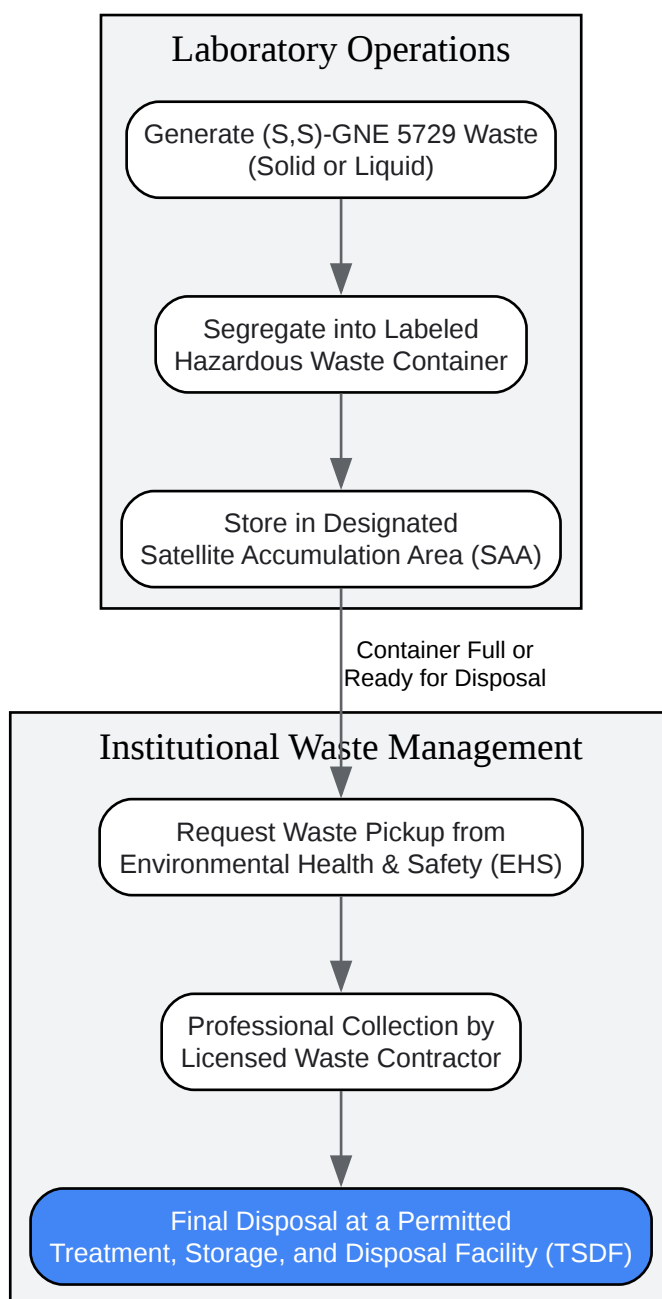 Laboratory Operations
Generate (S,S)-GNE 5729 Waste
(Solid or Liquid)
Segregate into Labeled
Hazardous Waste Container
Store in Designated
Satellite Accumulation Area (SAA)
Container Full or
Ready for Disposal
Institutional Waste Management
Request Waste Pickup from
Environmental Health & Safety (EHS)
Professional Collection by
Licensed Waste Contractor
Final Disposal at a Permitted
Treatment, Storage, and Disposal Facility (TSDF)